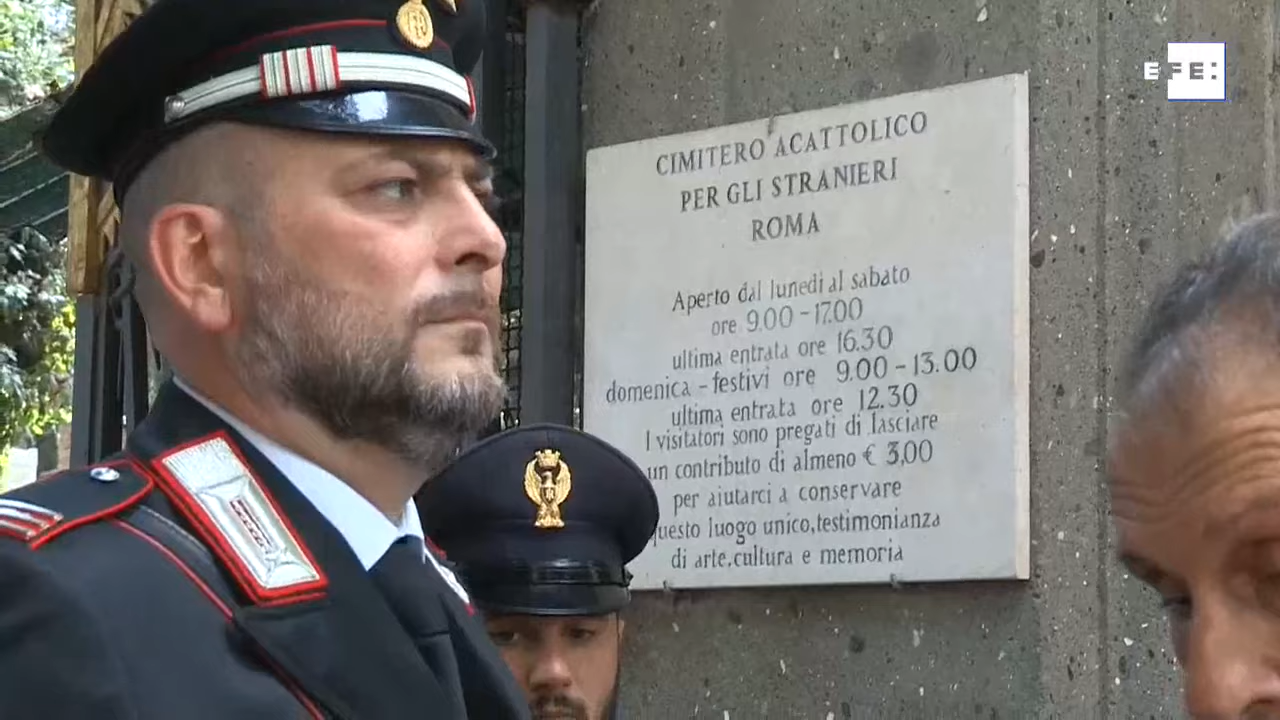 EFE:
CIMITERO ACATTOLICO
PER GLI STRANIERI
ROMA
Aperto dal lunedì al sabato
ore 9.00-17.00
ultima entrata ore 16.30
domenica - festivi ore 9.00-13.00
ultima entrata ore 12.30
I visitatori sono pregati di lasciare
un contributo di almeno € 3,00
per aiutarci a conservare
questo luogo unico, testimonianza
di arte, cultura e memoria